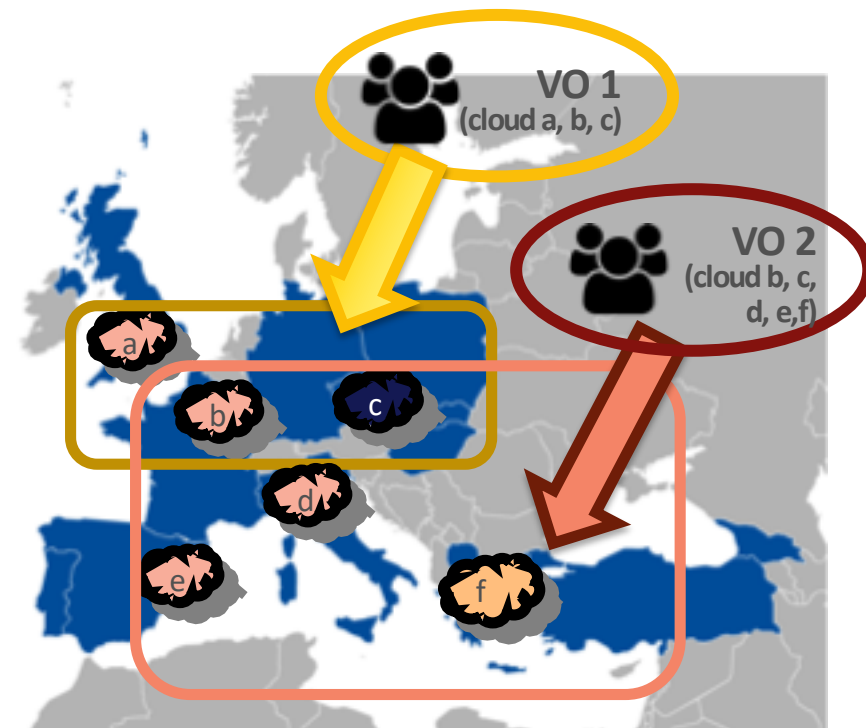 VO 1
(cloud a, b, c)
VO 2
(cloud b, c,
d, e,f)
a
b
c
d
e
f